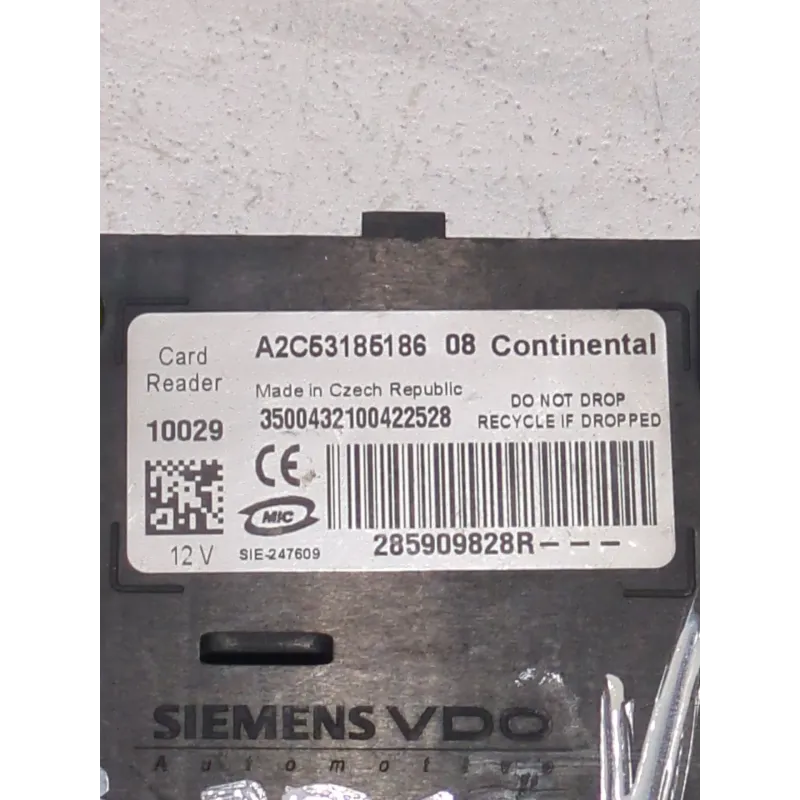 Card Reader
10029
12 V
A2C53185186 08 Continental
Made in Czech Republic
3500432100422528
DO NOT DROP
RECYCLE IF DROPPED
CE
MIC
SIE-247609
285909828R---
SIEMENS VDO
Automotive